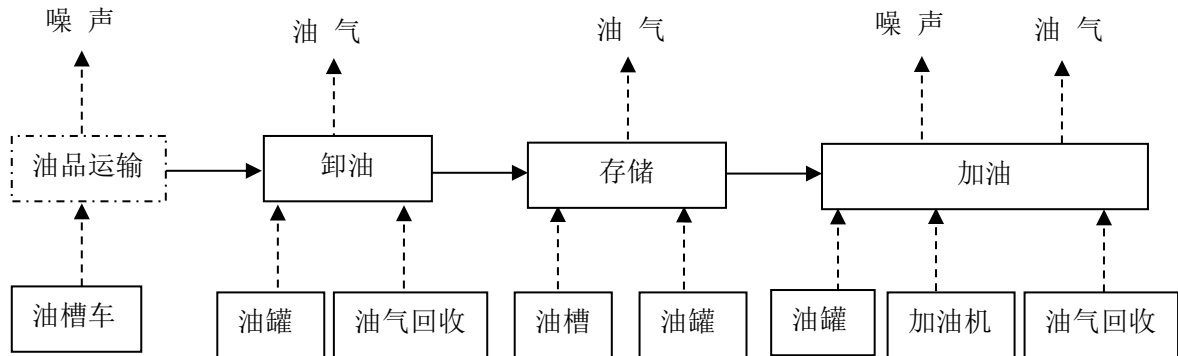 噪 声
油 气
油 气
噪 声
油 气
油品运输
卸油
存储
加油
油槽车
油罐
油气回收
油槽
油罐
油罐
加油机
油气回收